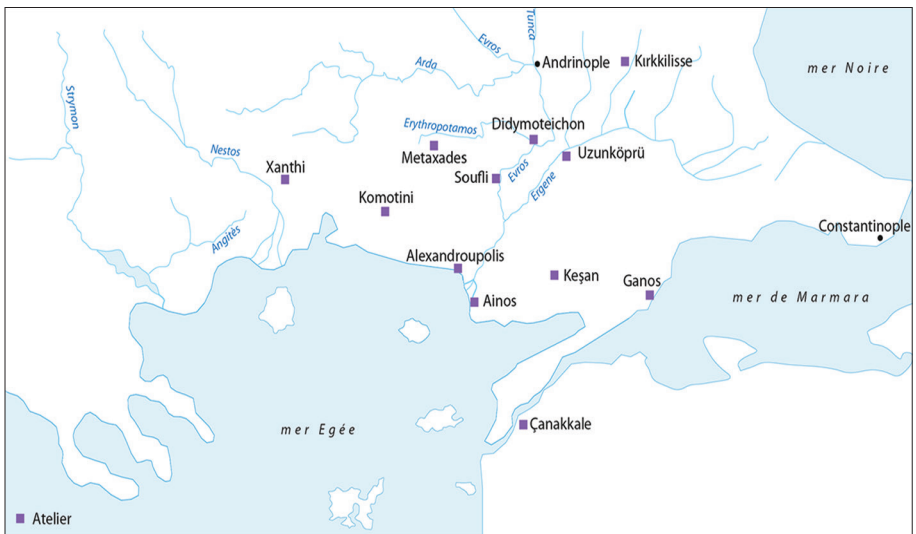 Tunca
Evros
Andrinople
Kırkkilisse
mer Noire
Arda
Strymon
Erythropotamos
Didymoteichon
Metaxades
Uzunköprü
Nestos
Xanthi
Soufli
Evros
Ergene
Komotini
Angitès
Constantinople
Alexandroupolis
Keşan
Ganos
Ainos
mer de Marmara
mer Egée
Çanakkale
Atelier